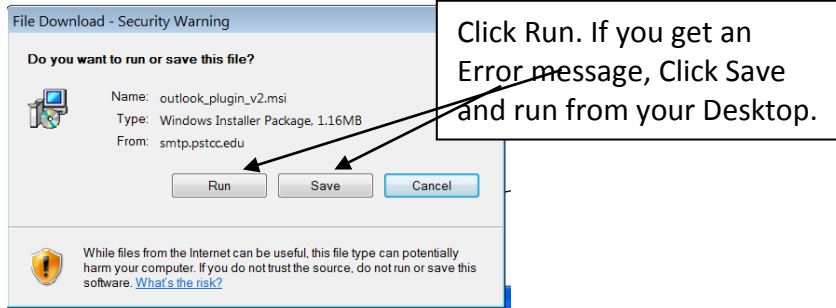 File Download - Security Warning
Do you want to run or save this file?
Name: outlook_plugin_v2.msi
Type: Windows Installer Package, 1.16MB
From: smtp.pstcc.edu
Run Save Cancel
While files from the Internet can be useful, this file type can potentially
harm your computer. If you do not trust the source, do not run or save this
software. What's the risk?
Click Run. If you get an
Error message, Click Save
and run from your Desktop.